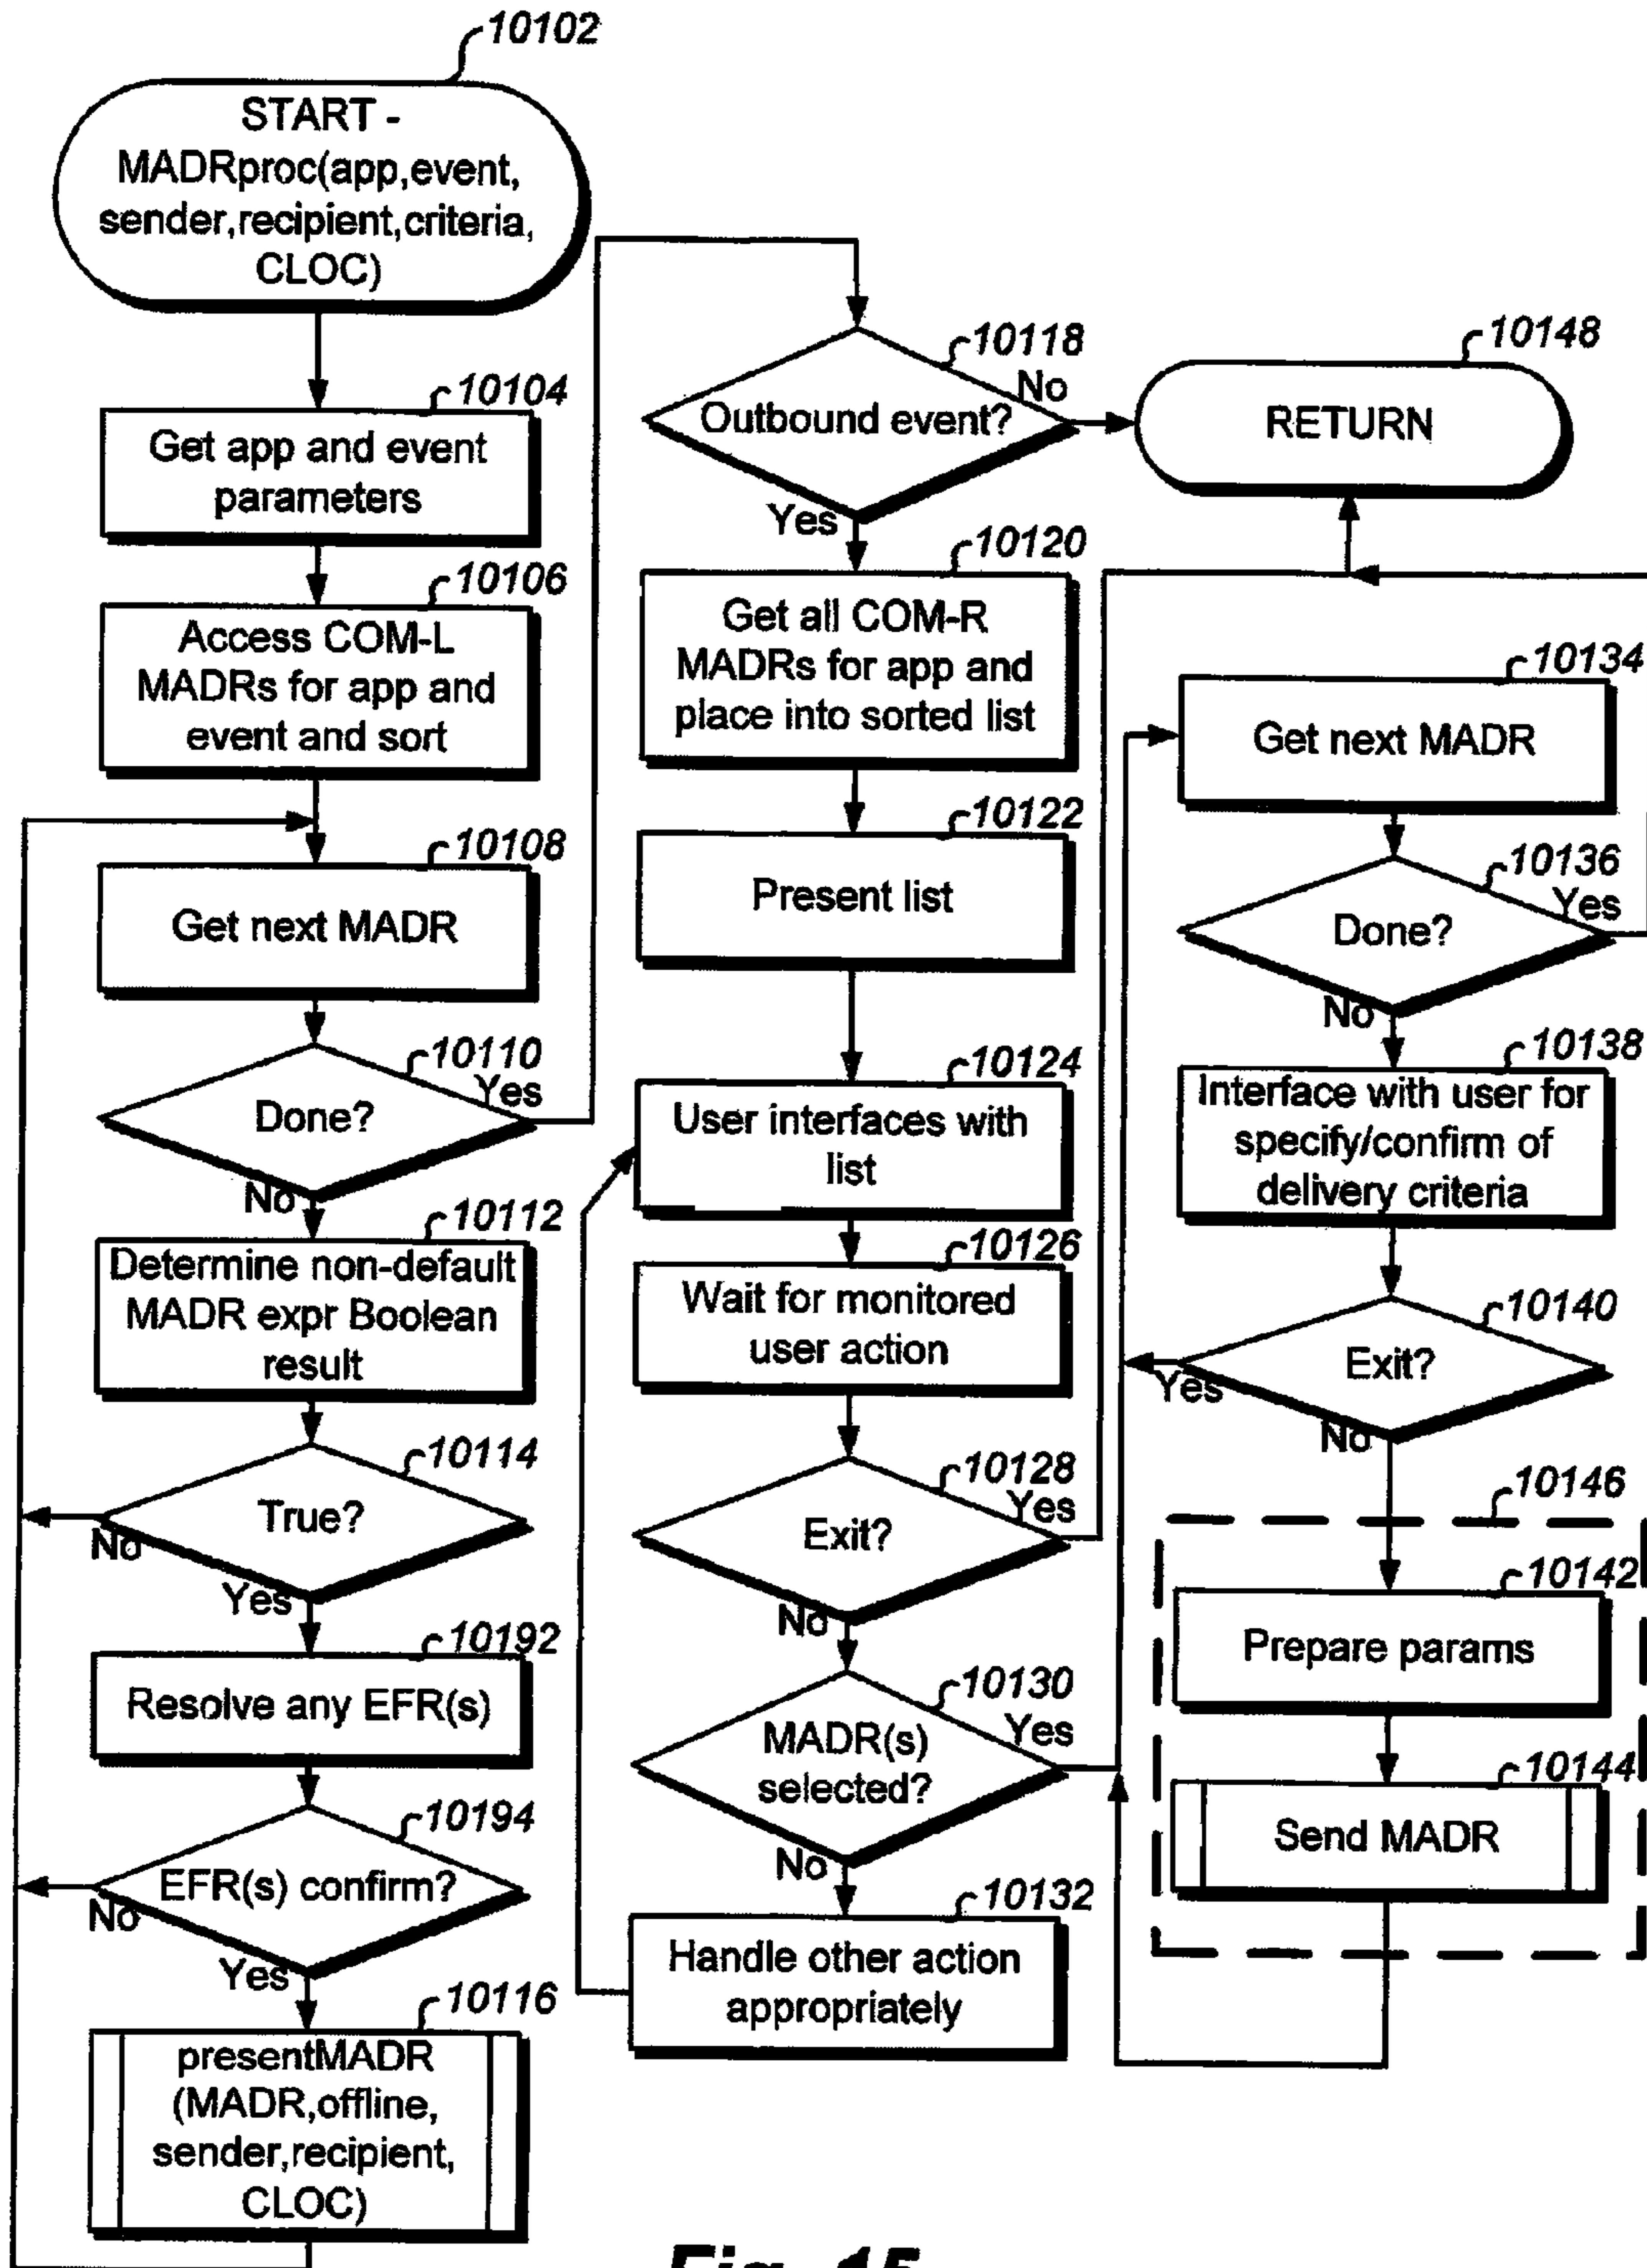 10102
START -
MADRproc(app,event,
sender,recipient,criteria,
CLOC)
10104
Get app and event
parameters
10106
Access COM-L
MADRs for app and
event and sort
10108
Get next MADR
10110
Done?
Yes
No
10112
Determine non-default
MADR expr Boolean
result
10114
True?
No
Yes
10192
Resolve any EFR(s)
10194
EFR(s) confirm?
No
Yes
10116
presentMADR
(MADR,offline,
sender,recipient,
CLOC)
10118
Outbound event?
No
Yes
10120
Get all COM-R
MADRs for app and
place into sorted list
10122
Present list
10124
User interfaces with
list
10126
Wait for monitored
user action
10128
Exit?
Yes
No
10130
MADR(s)
selected?
Yes
No
10132
Handle other action
appropriately
10148
RETURN
10134
Get next MADR
10136
Done?
Yes
No
10138
Interface with user for
specify/confirm of
delivery criteria
10140
Exit?
Yes
No
10146
10142
Prepare params
10144
Send MADR
Fig. 15